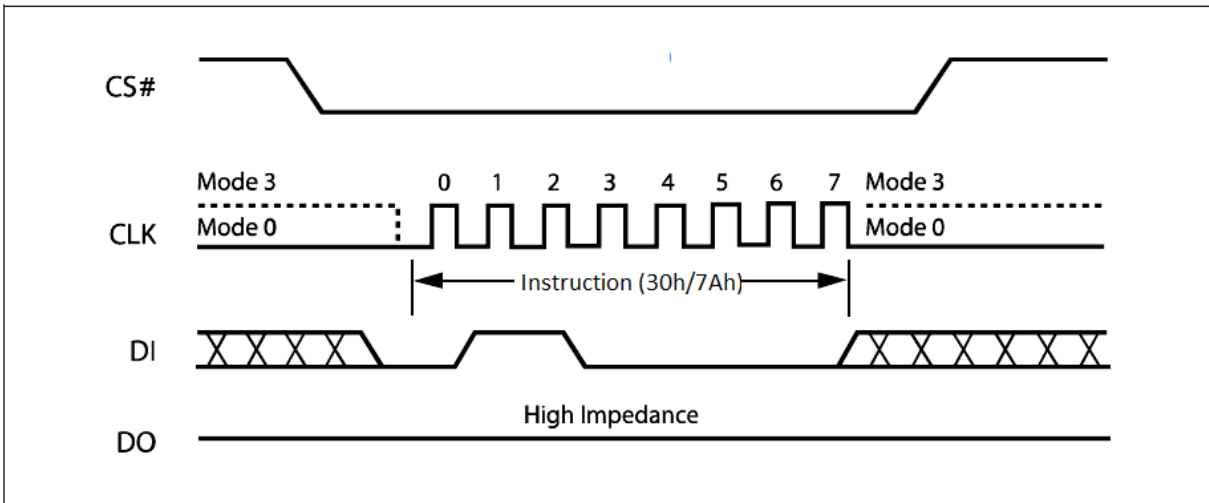 CS#
Mode 3 0 1 2 3 4 5 6 7 Mode 3
CLK Mode 0 Mode 0
Instruction (30h/7Ah)
DI
High Impedance
DO